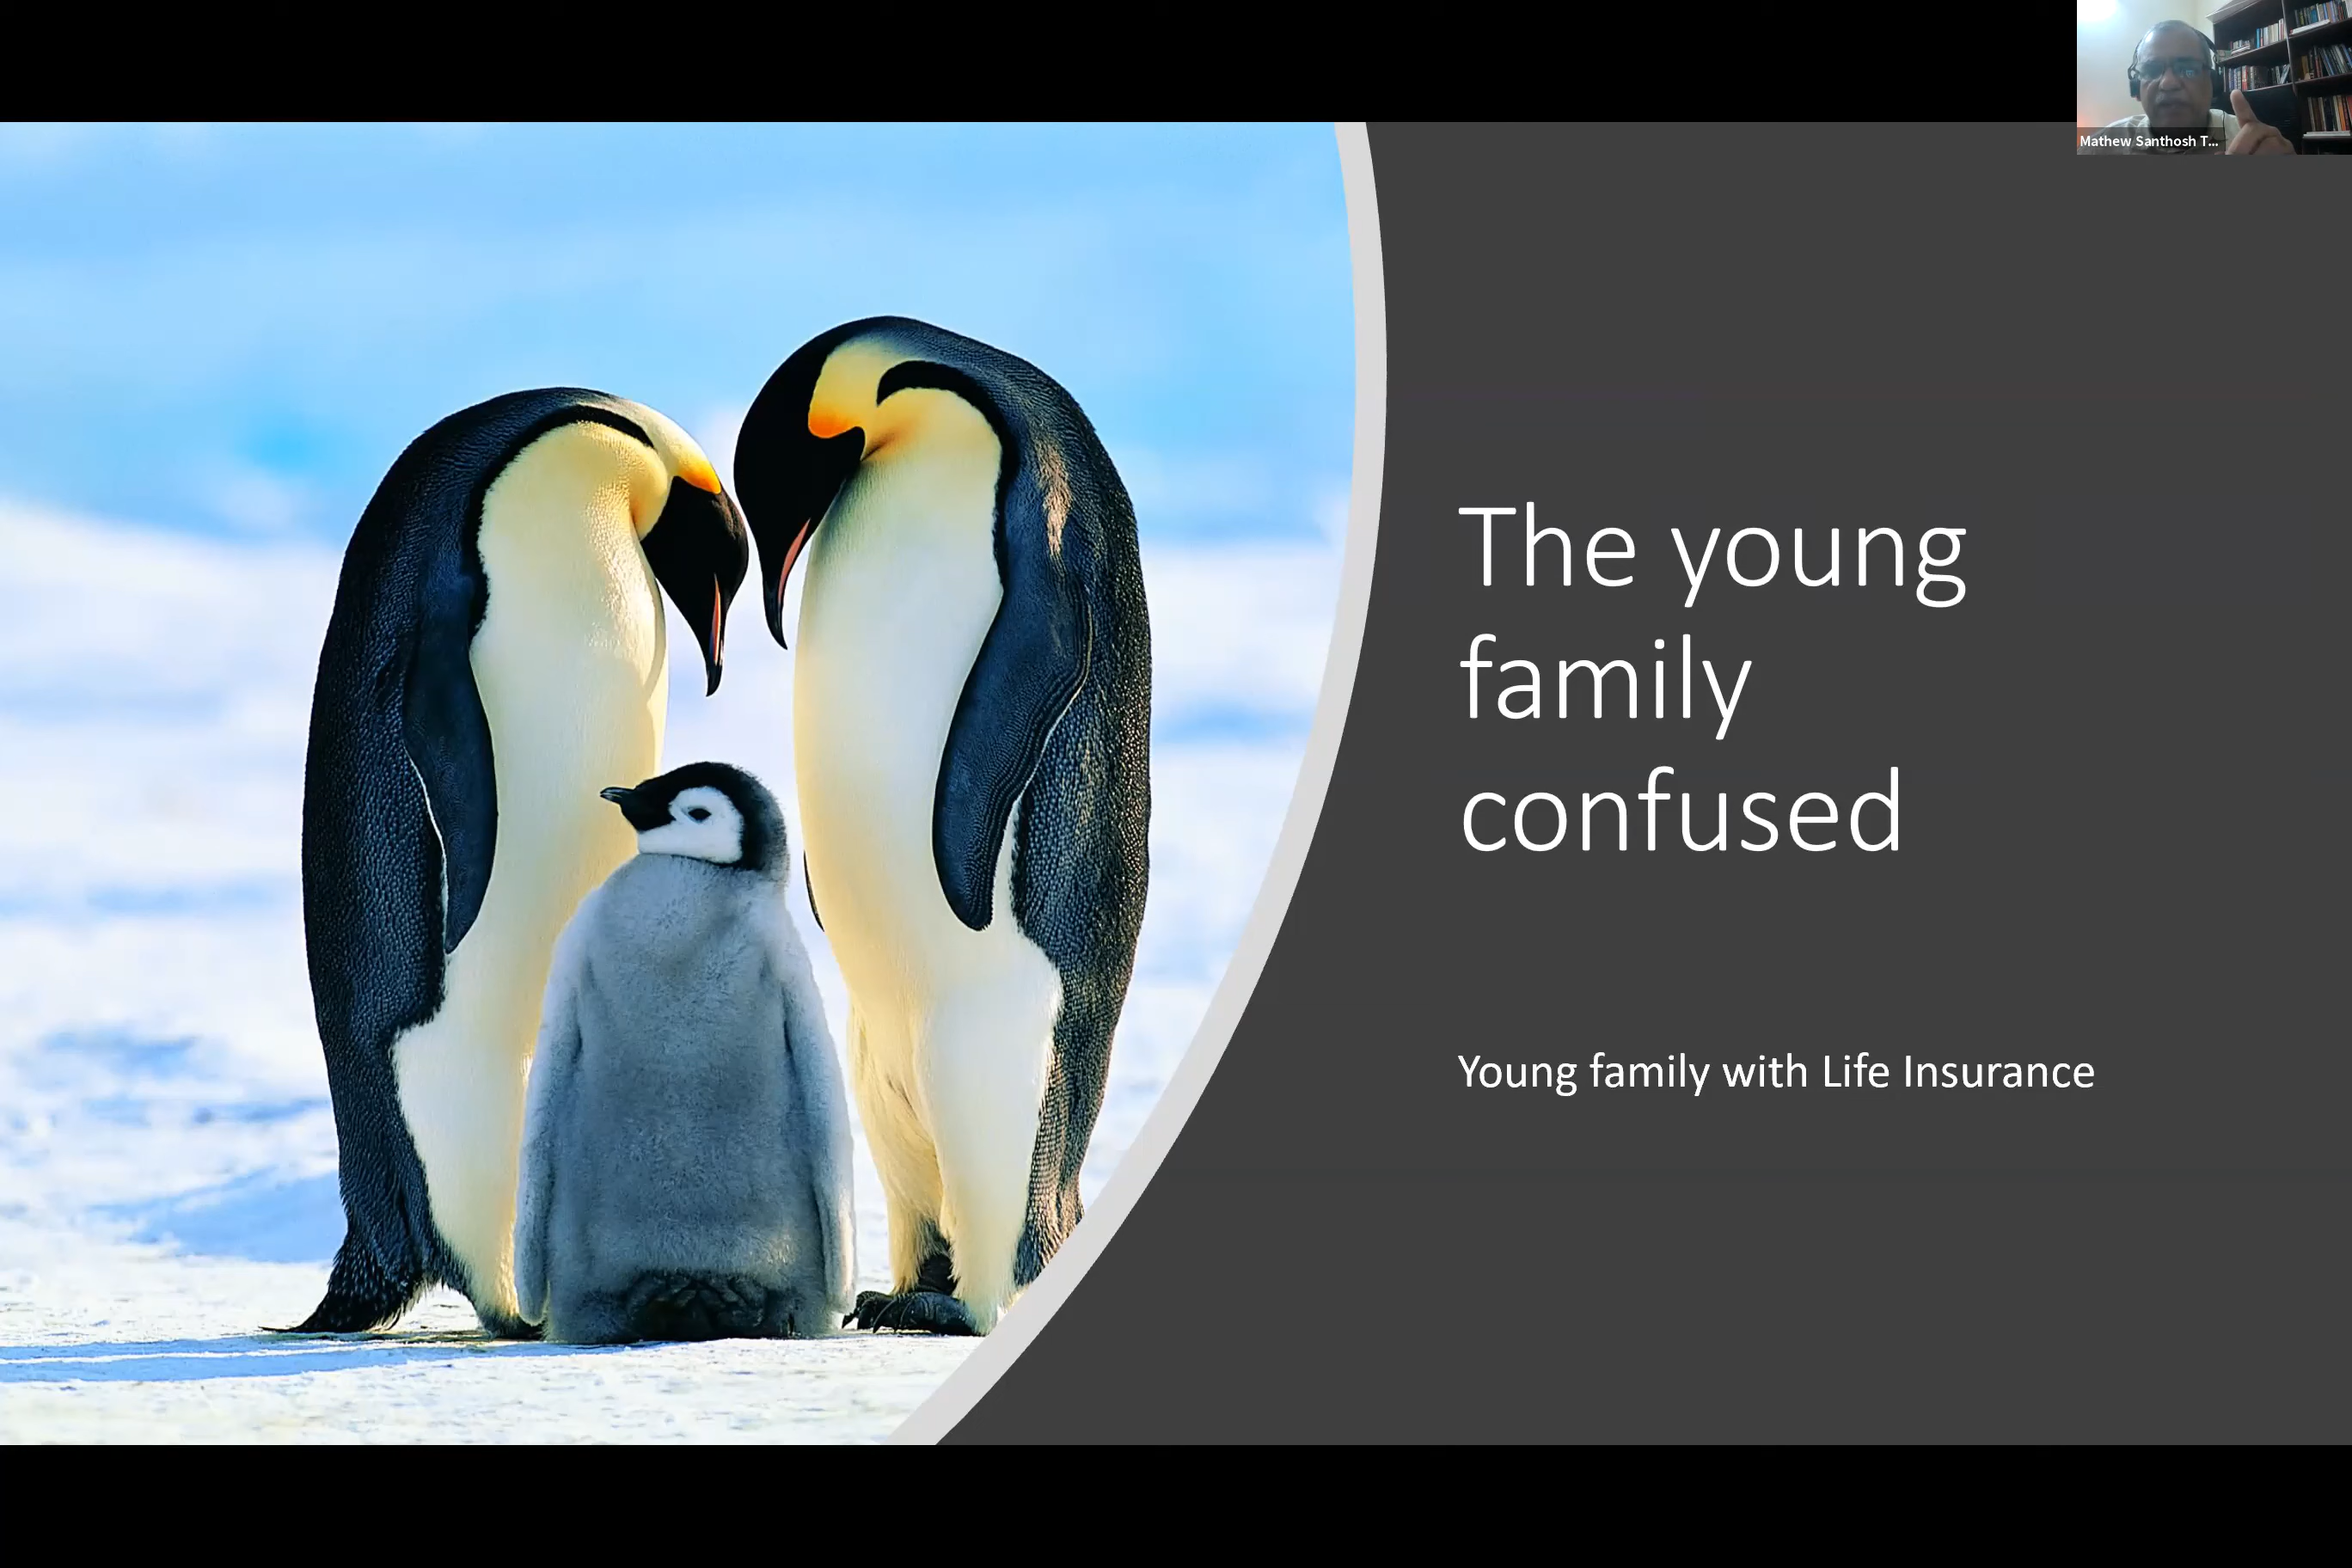 Mathew Santhosh T...
The young
family
confused
Young family with Life Insurance